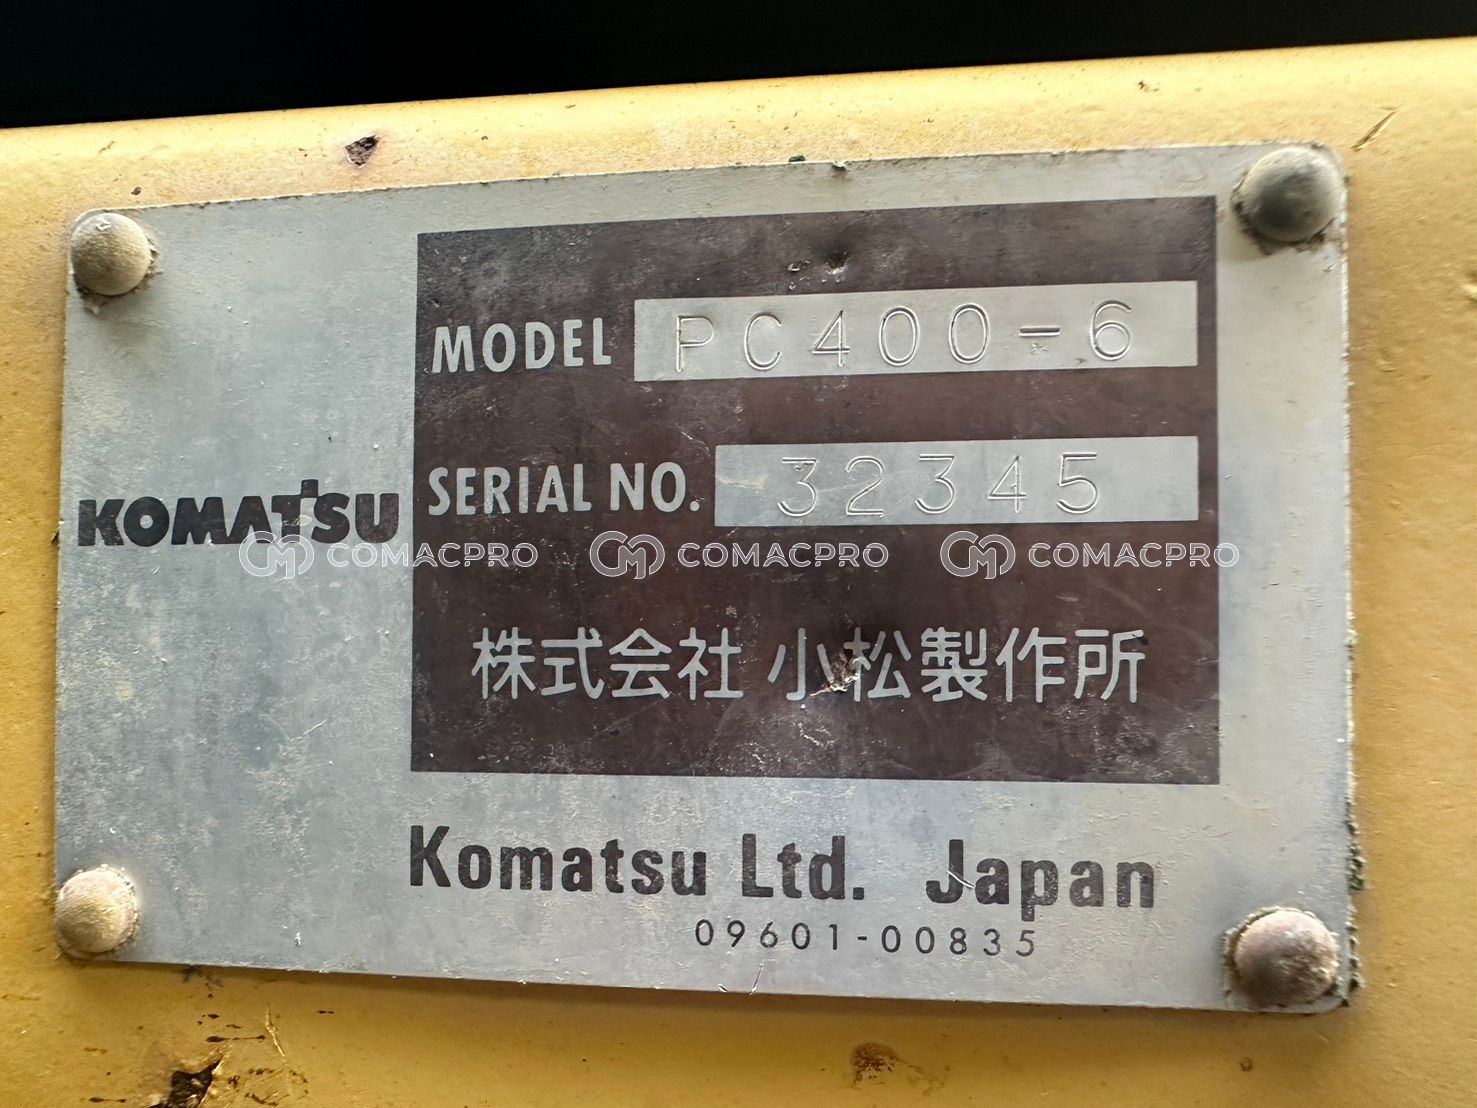 MODEL PC400-6
SERIAL NO. 32345
KOMATSU
COMACPRO COMACPRO COMACPRO
株式会社 小松製作所
Komatsu Ltd. Japan
09601-00835